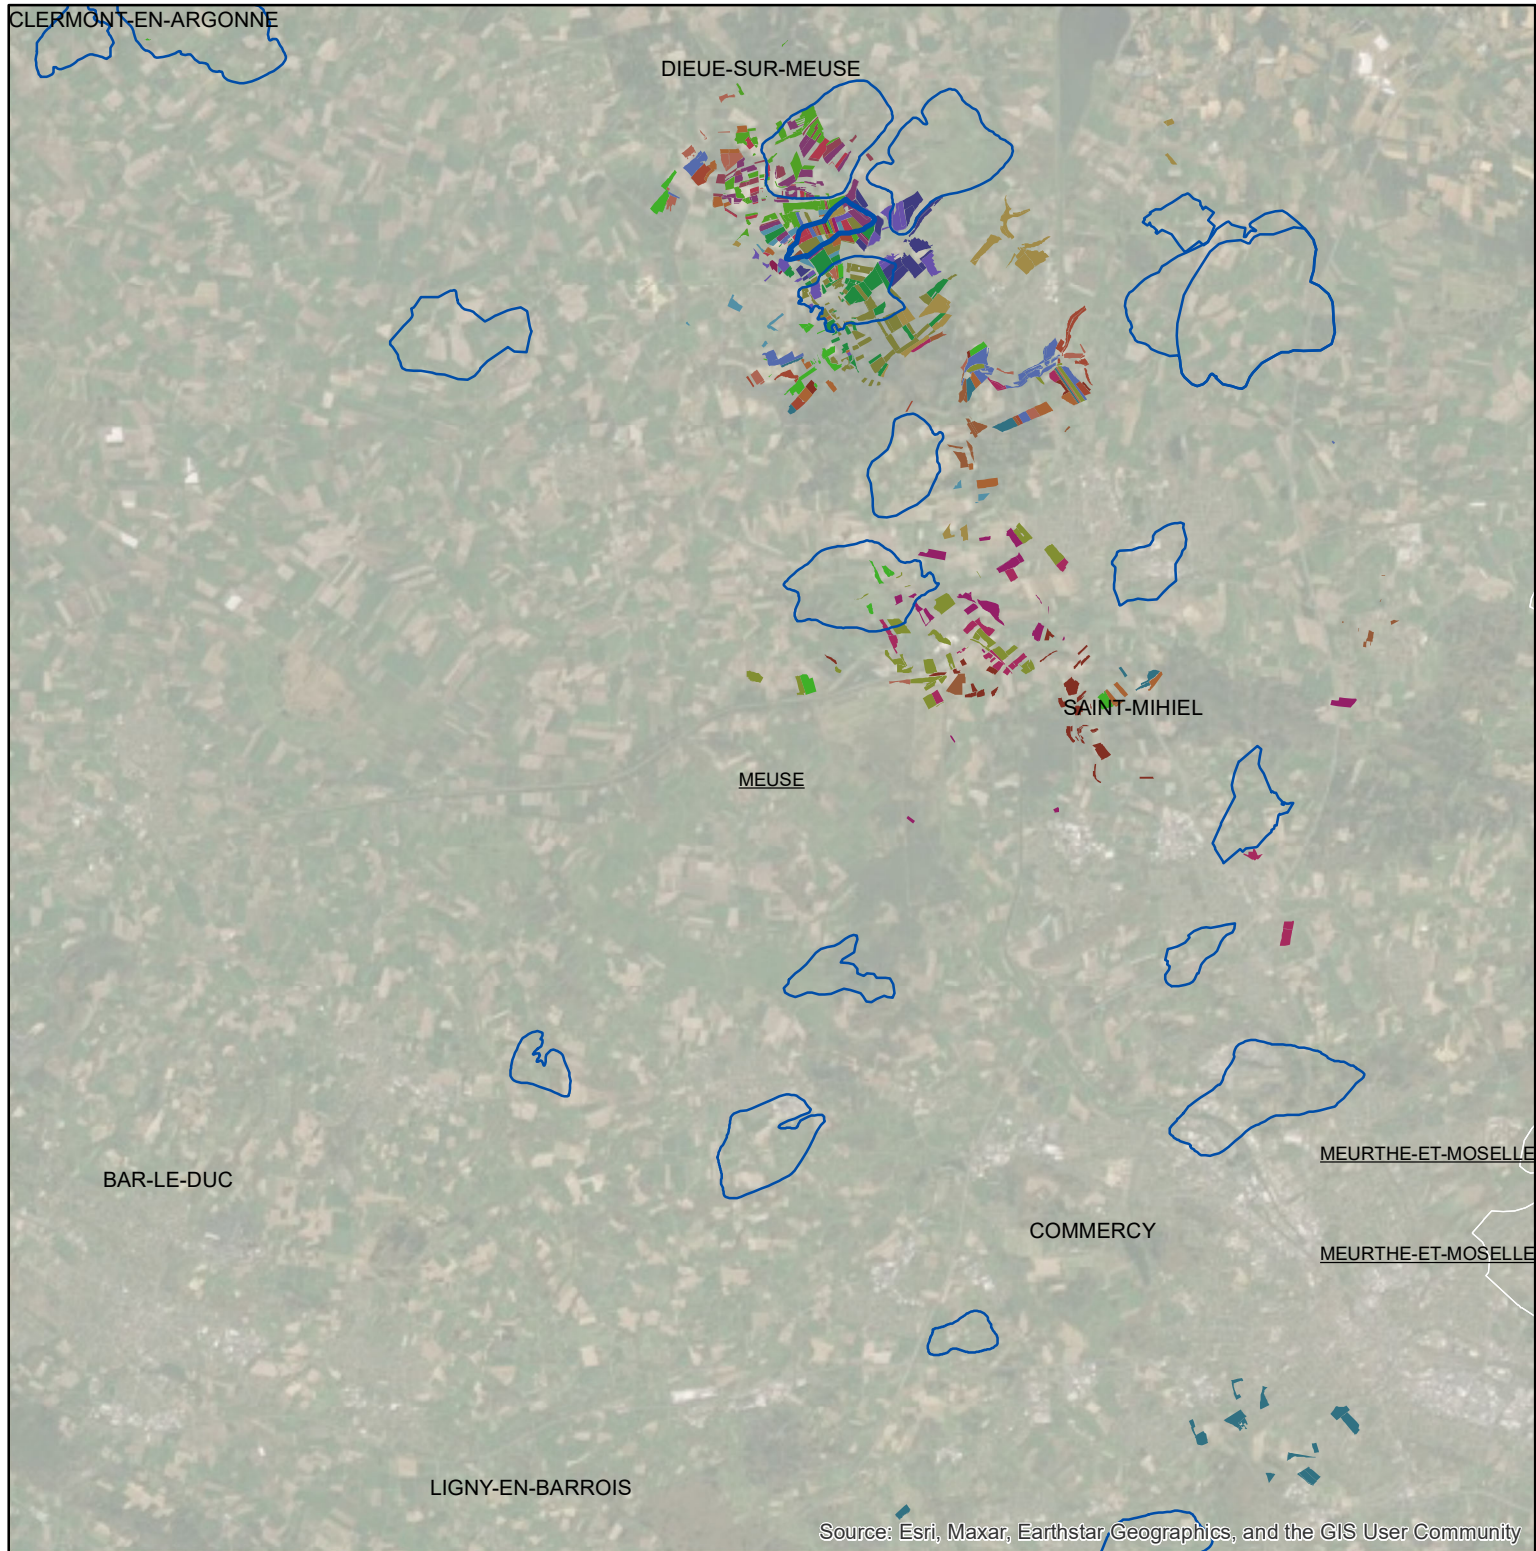 CLERMONT-EN-ARGONNE
DIEUE-SUR-MEUSE
SAINT-MIHIEL
MEUSE
MEURTHE-ET-MOSELLE
BAR-LE-DUC
COMMERCY
MEURTHE-ET-MOSELLE
LIGNY-EN-BARROIS
Source: Esri, Maxar, Earthstar Geographics, and the GIS User Community